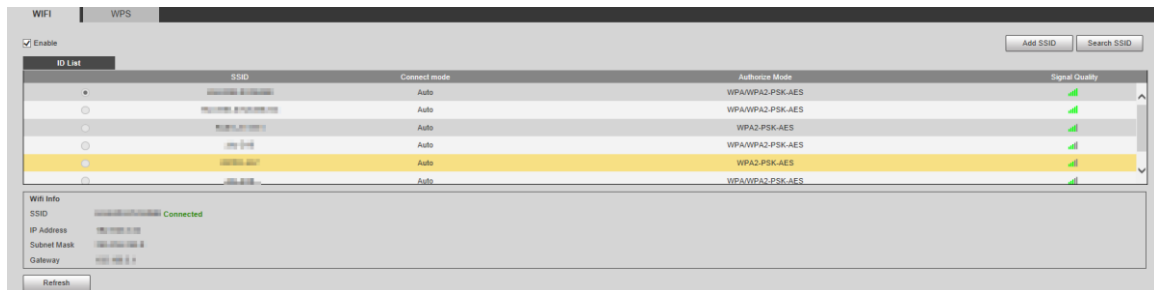 WIFI WPS
Enable Add SSID Search SSID
ID List
SSID Connect mode Authorize Mode Signal Quality
Auto WPA/WPA2-PSK-AES
Auto WPA/WPA2-PSK-AES
Auto WPA2-PSK-AES
Auto WPA/WPA2-PSK-AES
Auto WPA2-PSK-AES
Auto WPA/WPA2-PSK-AES
Wifi Info
SSID Connected
IP Address
Subnet Mask
Gateway
Refresh